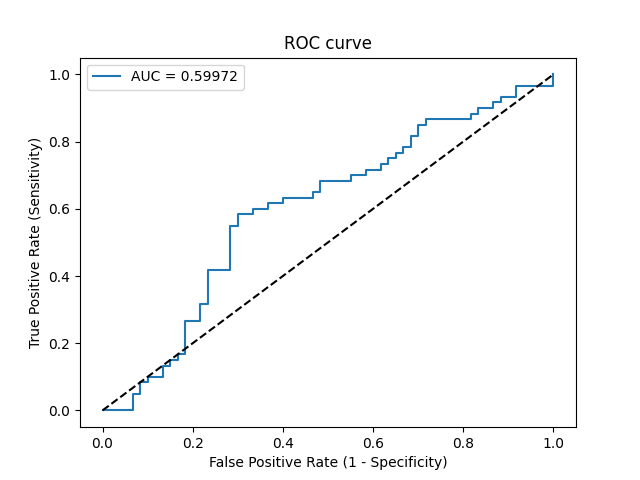 ROC curve
AUC = 0.59972
True Positive Rate (Sensitivity)
1.0
0.8
0.6
0.4
0.2
0.0
0.0 0.2 0.4 0.6 0.8 1.0
False Positive Rate (1 - Specificity)